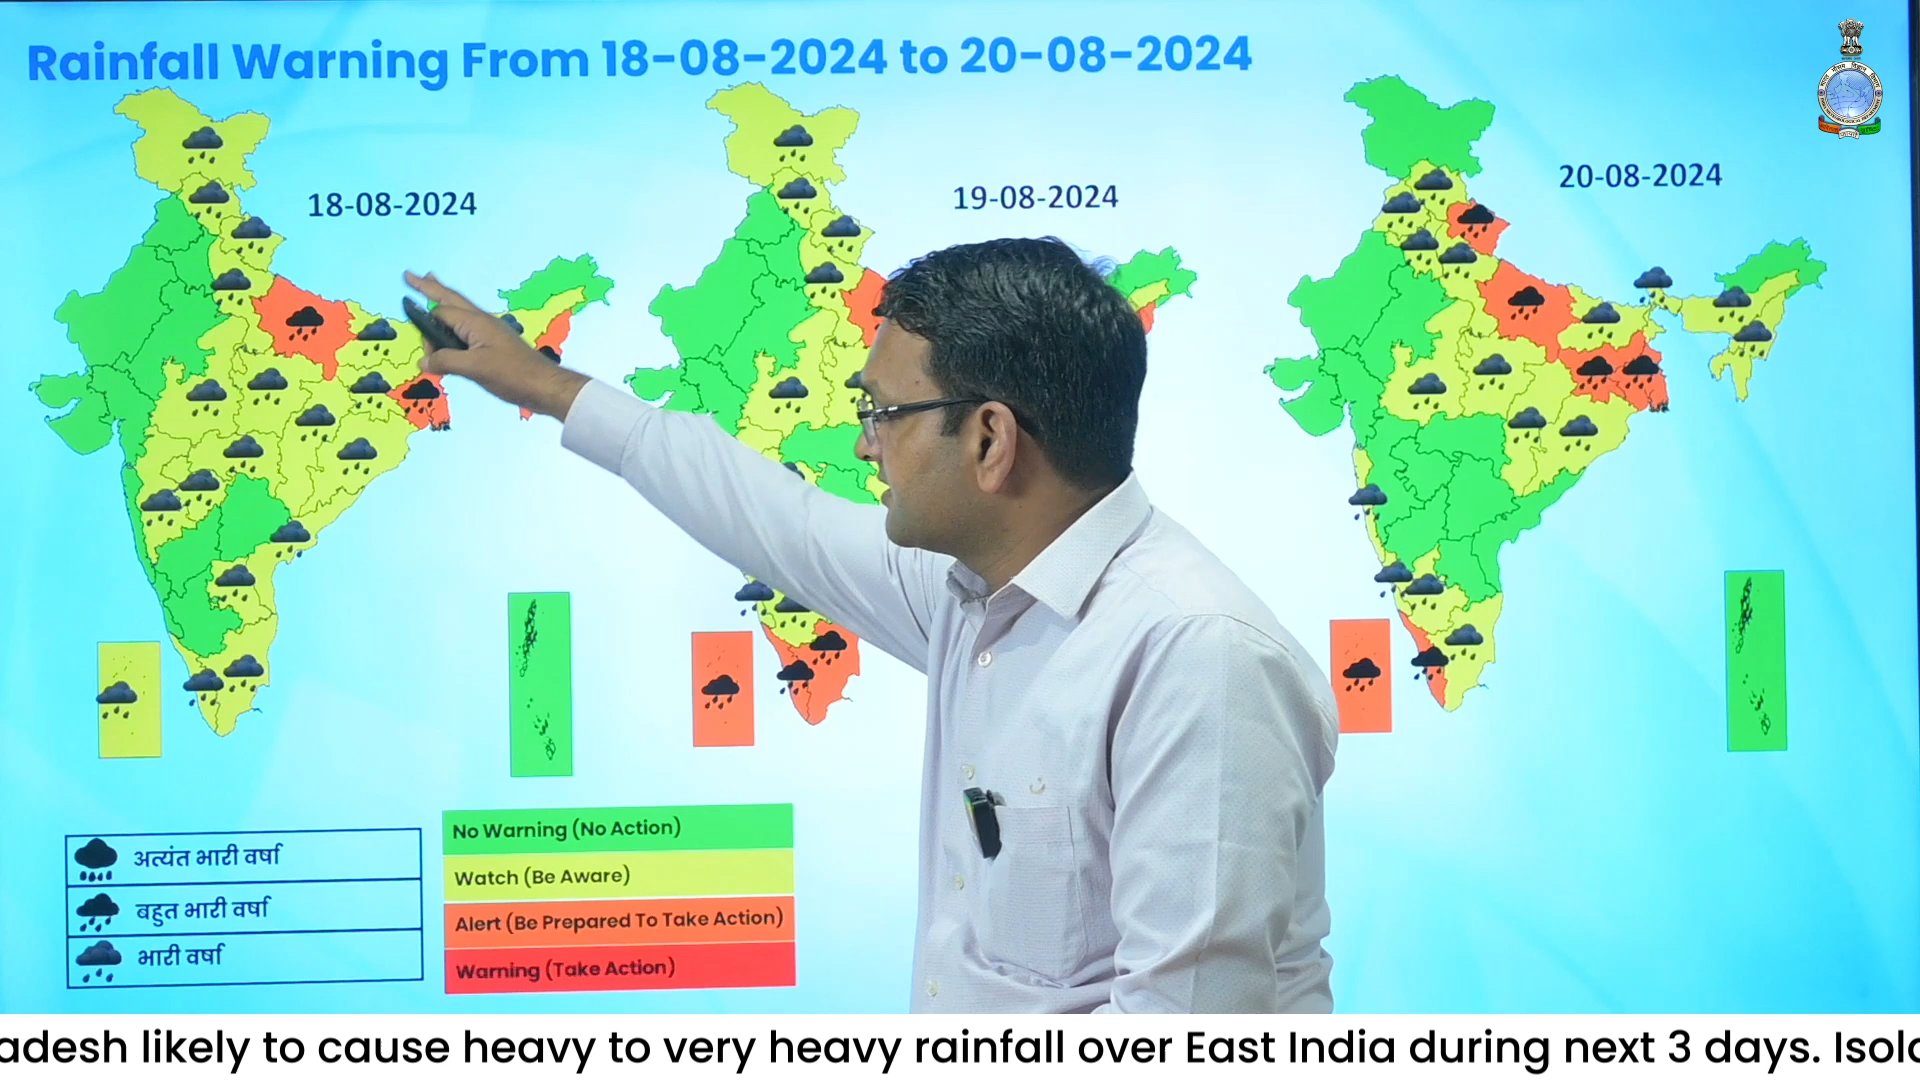 Rainfall Warning From 18-08-2024 to 20-08-2024
18-08-2024
19-08-2024
20-08-2024
अत्यंत भारी वर्षा
बहुत भारी वर्षा
भारी वर्षा
No Warning (No Action)
Watch (Be Aware)
Alert (Be Prepared To Take Action)
Warning (Take Action)
adesh likely to cause heavy to very heavy rainfall over East India during next 3 days. Isol